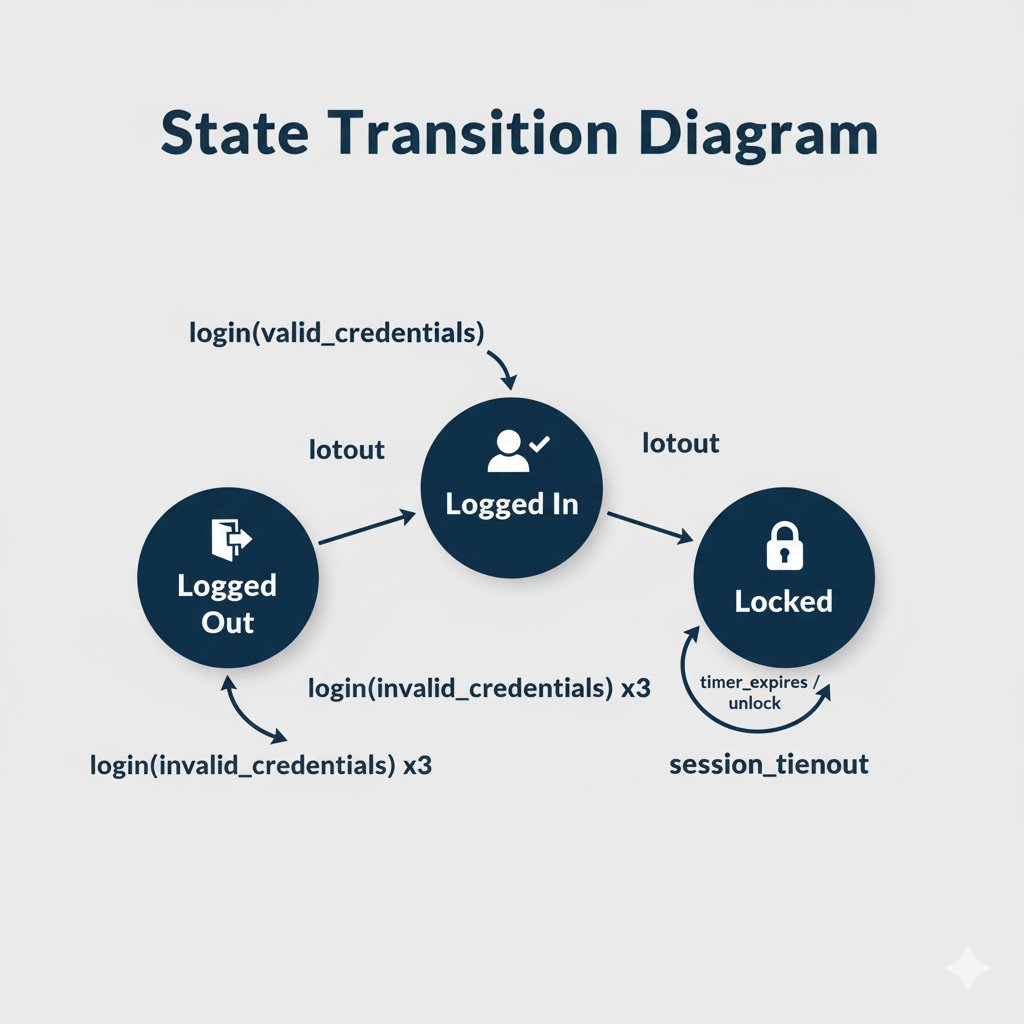 State Transition Diagram
login(valid_credentials)
lotout
lotout
Logged In
Logged
Out
Locked
login(invalid_credentials) x3
timer_expires /
unlock
login(invalid_credentials) x3
session_tienout